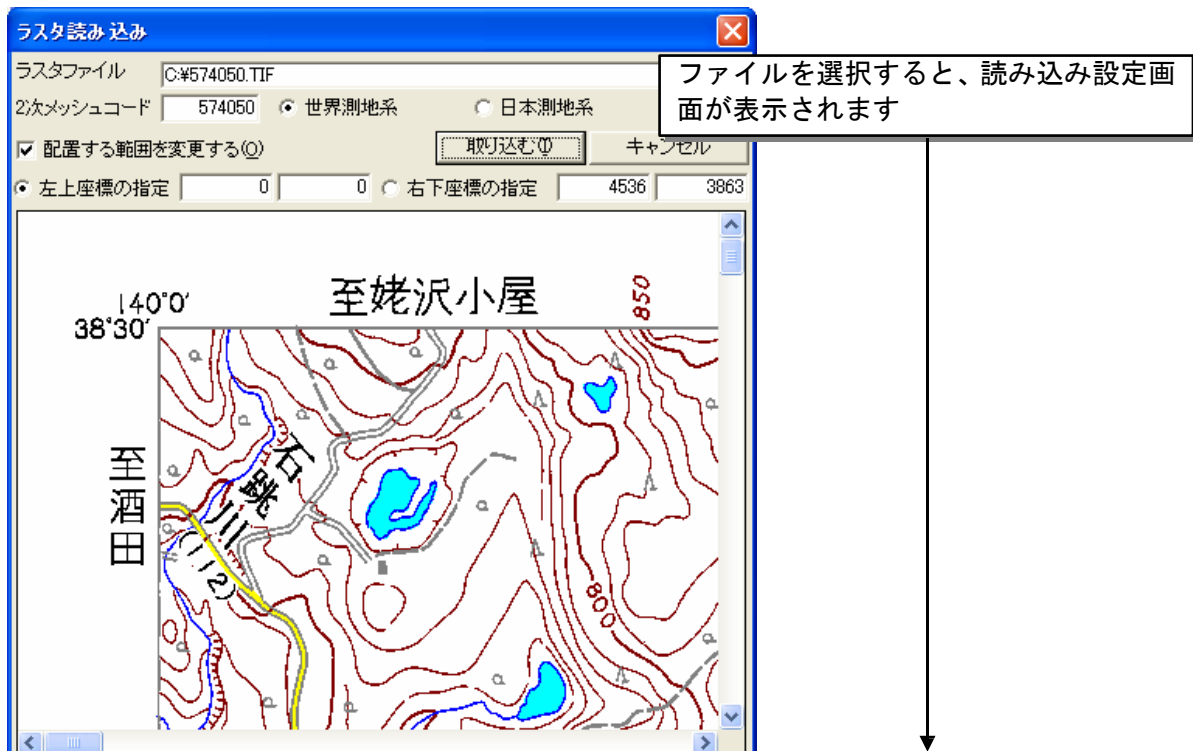 ラスタ読み込み
ファイルを選択すると、読み込み設定画
面が表示されます
ラスタファイル C:¥574050.TIF
2次メッシュコード 574050 世界測地系 日本測地系
配置する範囲を変更する(O) 取り込む(I) キャンセル
左上座標の指定 0 0 右下座標の指定 4536 3863
140°0′ 至姥沢小屋 850
38°30′
至酒田
石跳川
(112)
800